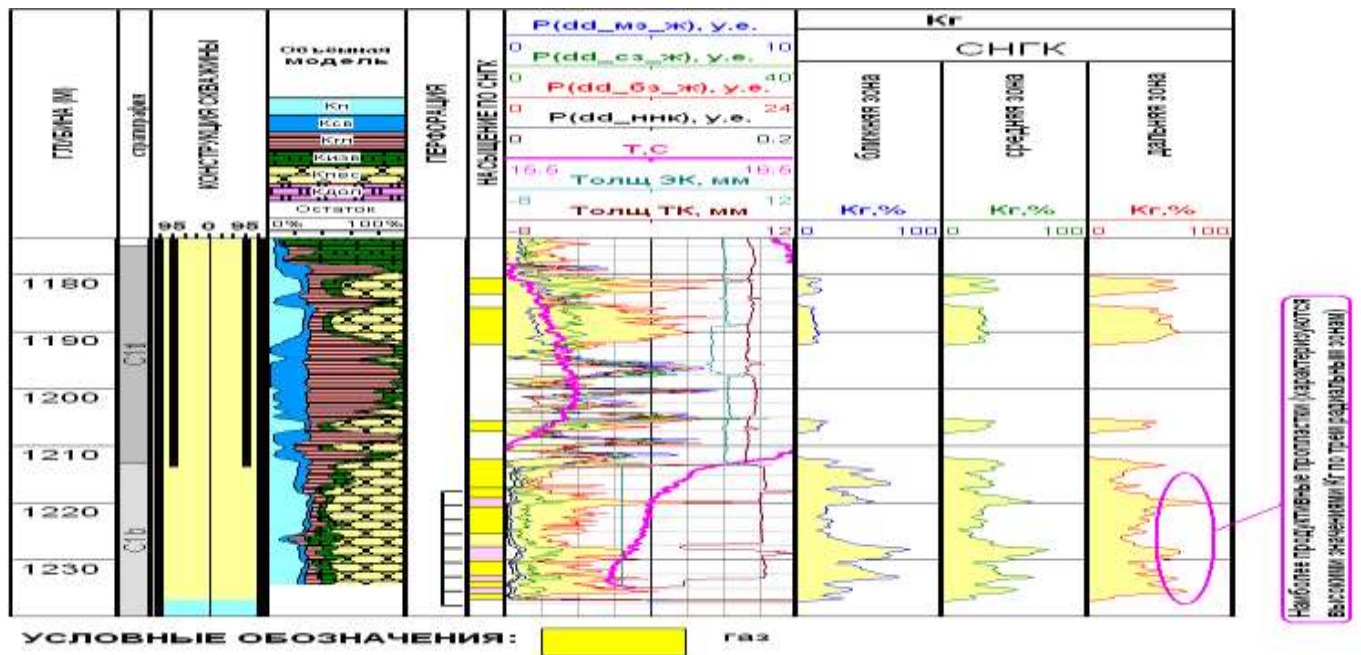 ГЛУБИНА (М)
стратиграфия
КОНСТРУКЦИЯ СКВАЖИНЫ
95 0 95
Объемная
модель
Кп
Ксв
Кгл
Кизв
Кпес
Кдол
Остаток
0% 100%
ПЕРФОРАЦИЯ
НАСЫЩЕНИЕ ПО СНГК
P(dd_мз_ж), у.е.
0 10
P(dd_сз_ж), у.е.
0 40
P(dd_бз_ж), у.е.
0 24
P(dd_ннк), у.е.
0 0.2
Т,С
15.5 16.5
Толщ ЭК, мм
-8 12
Толщ ТК, мм
-8 12
Кг
СНГК
ближняя зона
средняя зона
дальняя зона
Кг,%
0 100
Кг,%
0 100
Кг,%
0 100
1180
1190
1200
1210
1220
1230
C1t
C1b
Наиболее продуктивные пропластки (характеризуются
высокими значениями Кг по трем радиальным зонам)
УСЛОВНЫЕ ОБОЗНАЧЕНИЯ:
газ